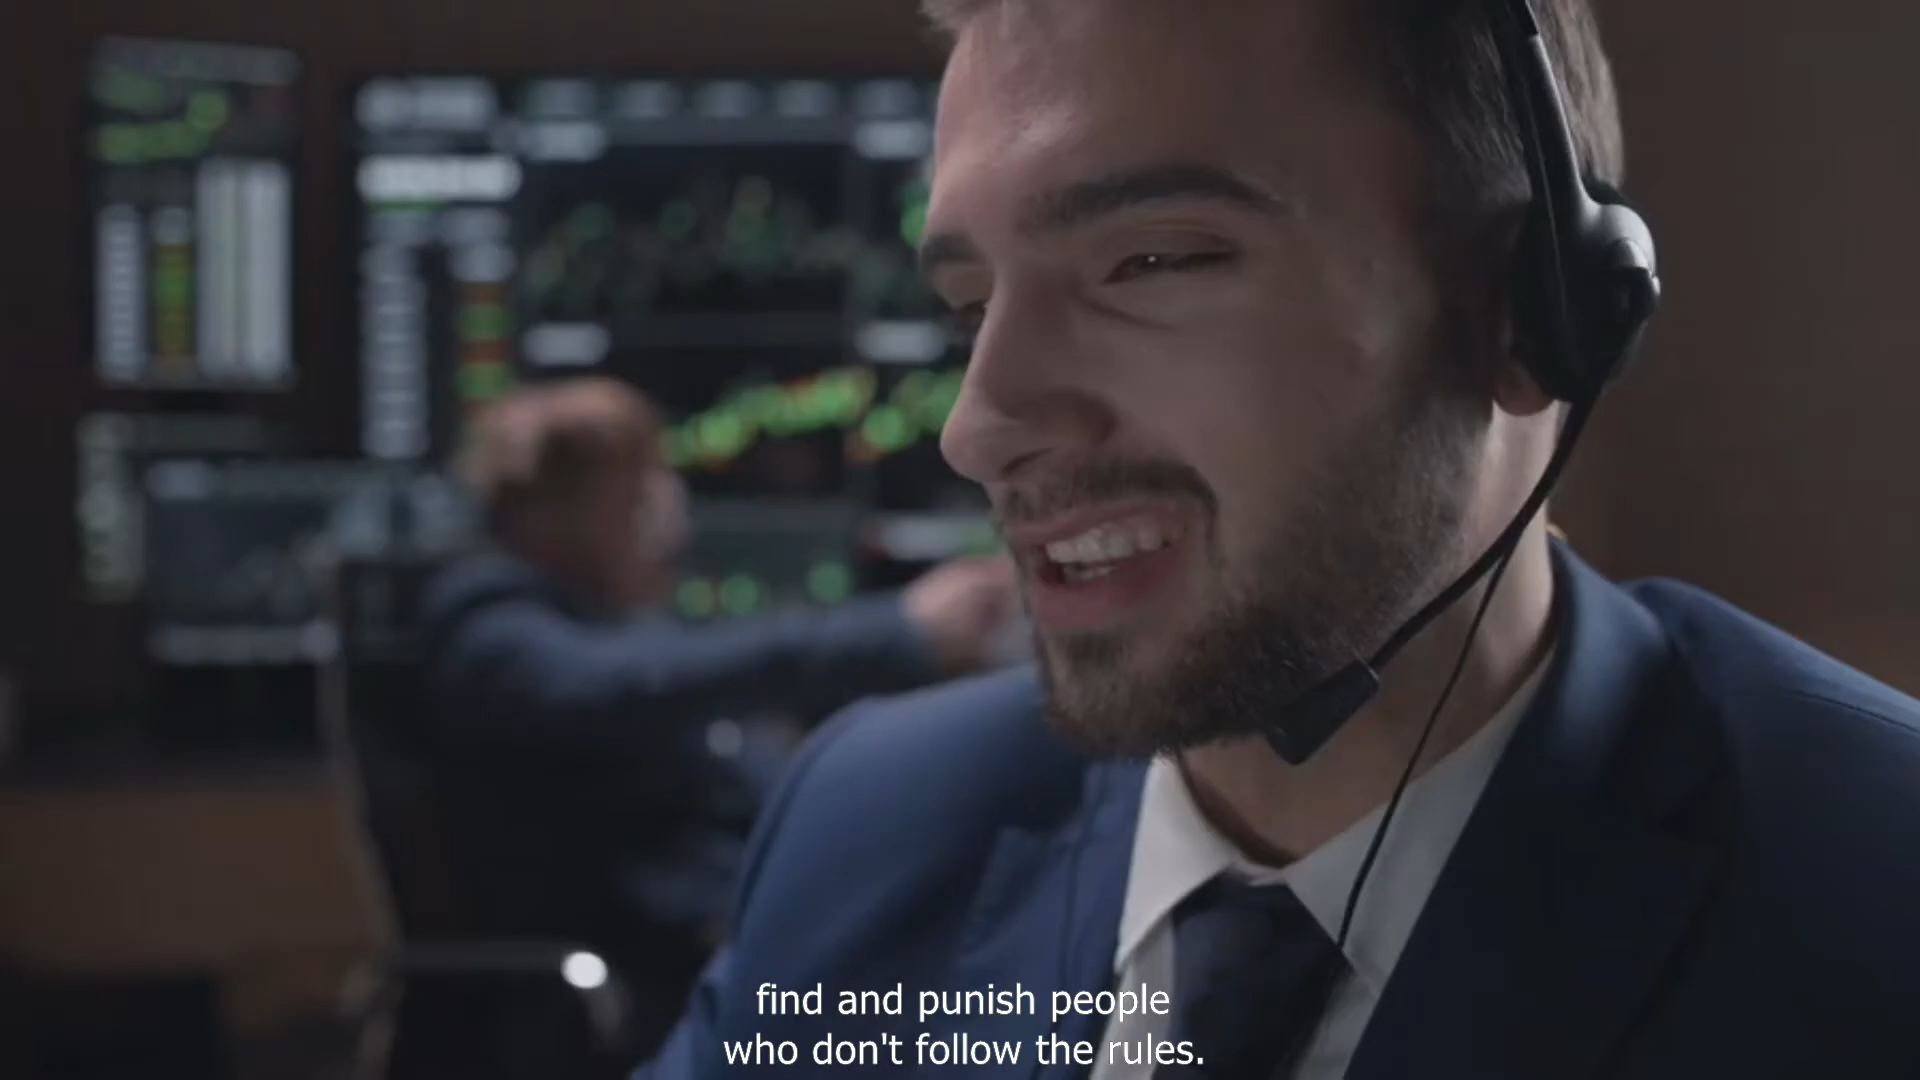 find and punish people
who don't follow the rules.